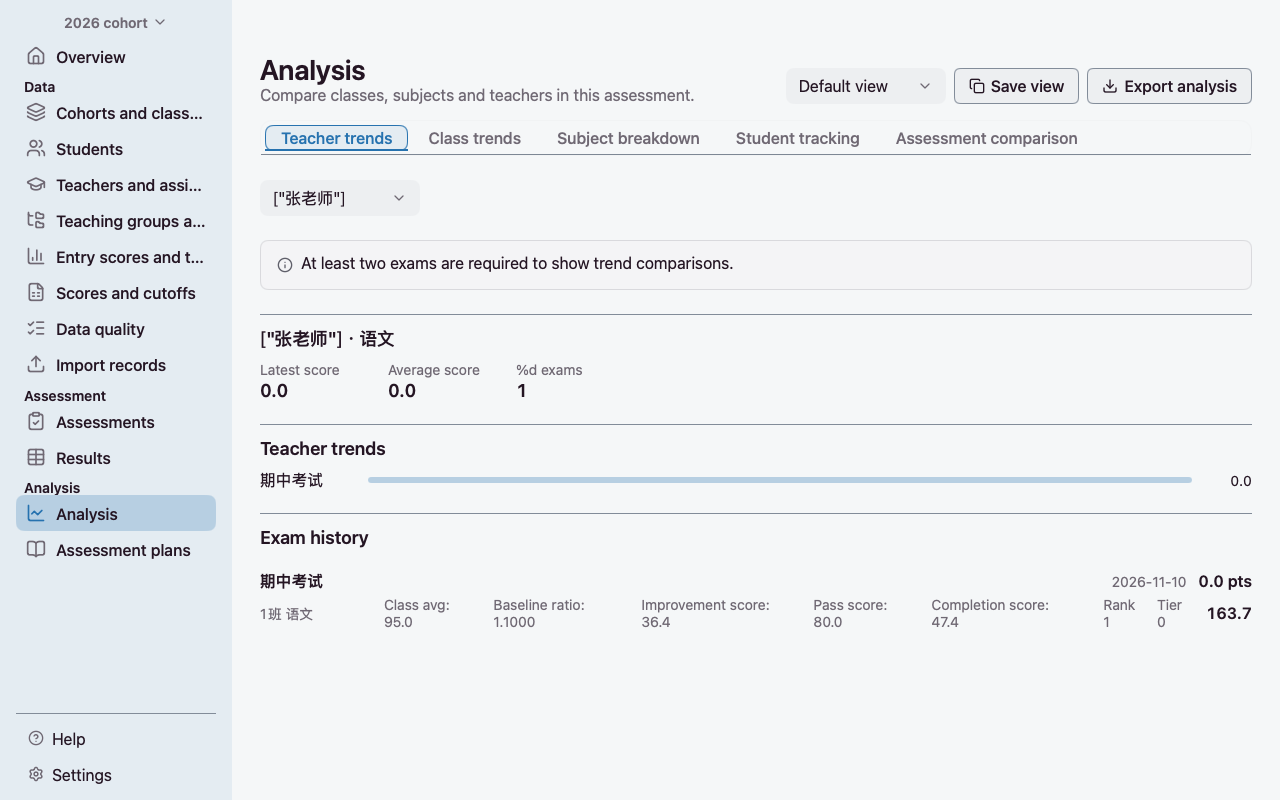 2026 cohort
Overview
Data
Cohorts and class...
Students
Teachers and assi...
Teaching groups a...
Entry scores and t...
Scores and cutoffs
Data quality
Import records
Assessment
Assessments
Results
Analysis
Analysis
Assessment plans
Help
Settings
Analysis
Compare classes, subjects and teachers in this assessment.
Default view
Save view
Export analysis
Teacher trends
Class trends
Subject breakdown
Student tracking
Assessment comparison
["张老师"]
At least two exams are required to show trend comparisons.
["张老师"] · 语文
Latest score
0.0
Average score
0.0
%d exams
1
Teacher trends
期中考试
0.0
Exam history
期中考试
2026-11-10
0.0 pts
1班 语文
Class avg:
95.0
Baseline ratio:
1.1000
Improvement score:
36.4
Pass score:
80.0
Completion score:
47.4
Rank
1
Tier
0
163.7